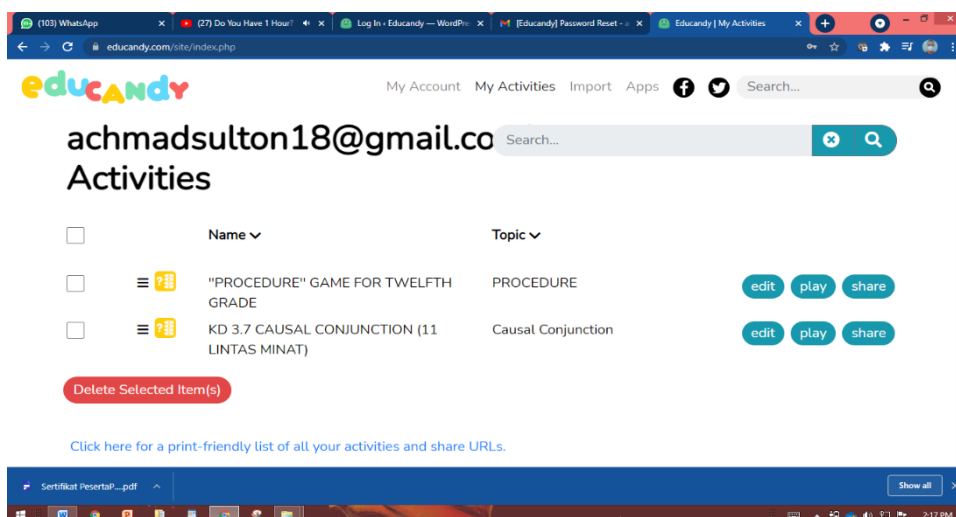 (103) WhatsApp
(27) Do You Have 1 Hour?
Log In ‹ Educandy — WordPre
[Educandy] Password Reset - a
Educandy | My Activities
educandy.com/site/index.php
educandy
My Account My Activities Import Apps
Search...
achmadsulton18@gmail.co
Search...
Activities
Name
Topic
"PROCEDURE" GAME FOR TWELFTH
GRADE
PROCEDURE
edit play share
KD 3.7 CAUSAL CONJUNCTION (11
LINTAS MINAT)
Causal Conjunction
edit play share
Delete Selected Item(s)
Click here for a print-friendly list of all your activities and share URLs.
Sertifikat PesertaP....pdf
Show all
2:17 PM